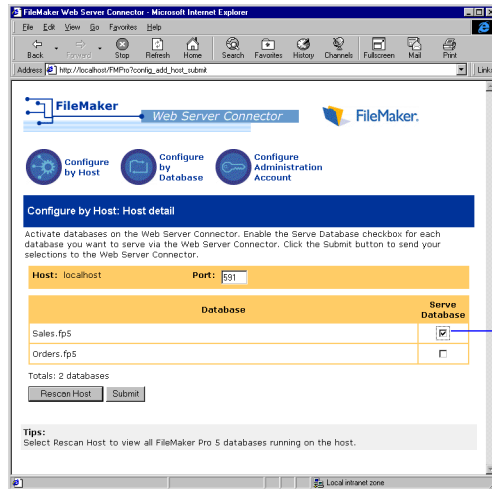 FileMaker Web Server Connector - Microsoft Internet Explorer
File Edit View Go Favorites Help
Back Forward Stop Refresh Home Search Favorites History Channels Fullscreen Mail Print
Address http://localhost/FMPro?config_add_host_submit Links
FileMaker
Web Server Connector
FileMaker.
Configure by Host
Configure by Database
Configure Administration Account
Configure by Host: Host detail
Activate databases on the Web Server Connector. Enable the Serve Database checkbox for each
database you want to serve via the Web Server Connector. Click the Submit button to send your
selections to the Web Server Connector.
Host: localhost Port: 591
Database Serve Database
Sales.fp5
Orders.fp5
Totals: 2 databases
Rescan Host Submit
Tips:
Select Rescan Host to view all FileMaker Pro 5 databases running on the host.
Local intranet zone